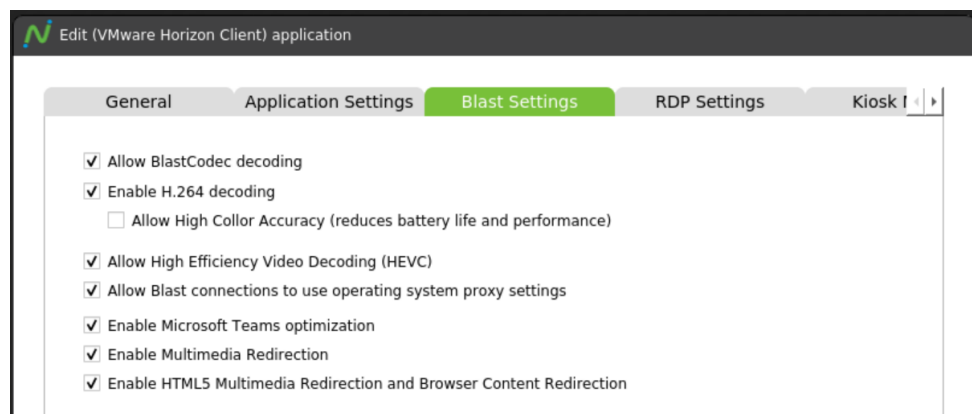 Edit (VMware Horizon Client) application
General Application Settings Blast Settings RDP Settings Kiosk
Allow BlastCodec decoding
Enable H.264 decoding
Allow High Collor Accuracy (reduces battery life and performance)
Allow High Efficiency Video Decoding (HEVC)
Allow Blast connections to use operating system proxy settings
Enable Microsoft Teams optimization
Enable Multimedia Redirection
Enable HTML5 Multimedia Redirection and Browser Content Redirection